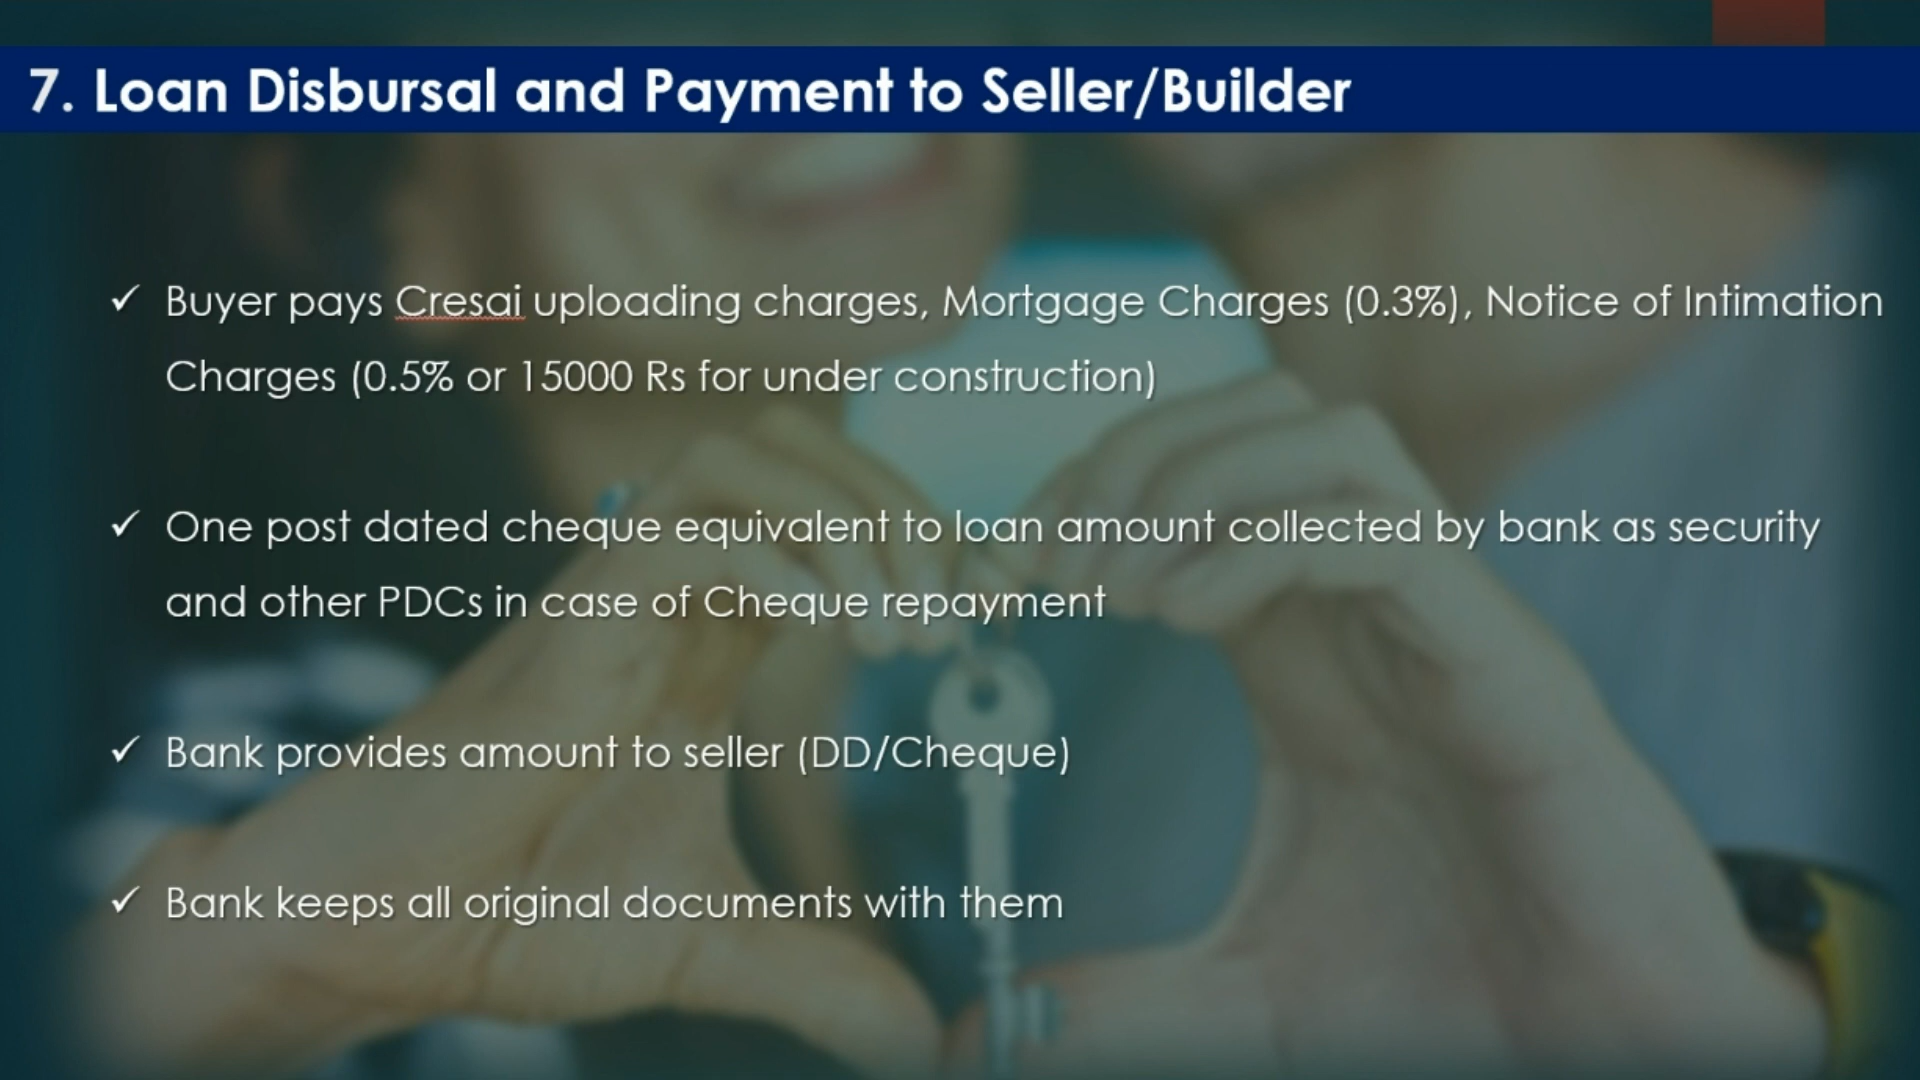 7. Loan Disbursal and Payment to Seller/Builder
✓ Buyer pays Cresai uploading charges, Mortgage Charges (0.3%), Notice of Intimation
Charges (0.5% or 15000 Rs for under construction)
✓ One post dated cheque equivalent to loan amount collected by bank as security
and other PDCs in case of Cheque repayment
✓ Bank provides amount to seller (DD/Cheque)
✓ Bank keeps all original documents with them